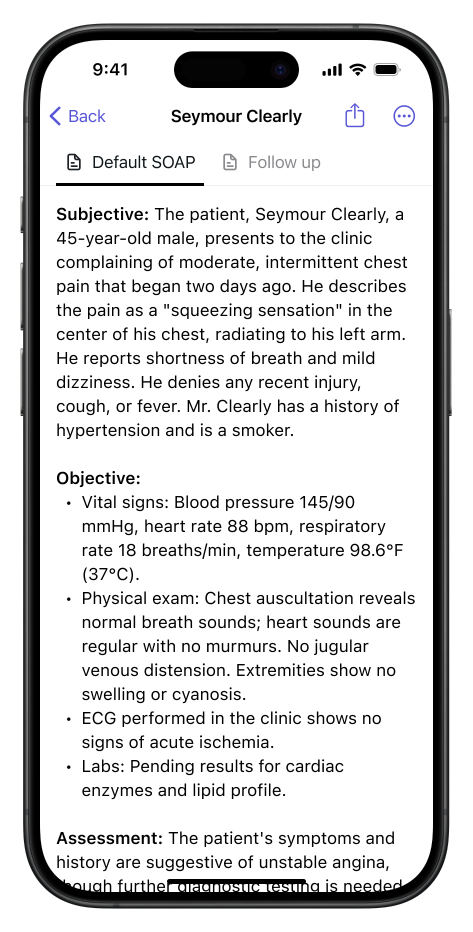 9:41
Back
Seymour Clearly
Default SOAP
Follow up
Subjective: The patient, Seymour Clearly, a
45-year-old male, presents to the clinic
complaining of moderate, intermittent chest
pain that began two days ago. He describes
the pain as a "squeezing sensation" in the
center of his chest, radiating to his left arm.
He reports shortness of breath and mild
dizziness. He denies any recent injury,
cough, or fever. Mr. Clearly has a history of
hypertension and is a smoker.
Objective:
• Vital signs: Blood pressure 145/90
mmHg, heart rate 88 bpm, respiratory
rate 18 breaths/min, temperature 98.6°F
(37°C).
• Physical exam: Chest auscultation reveals
normal breath sounds; heart sounds are
regular with no murmurs. No jugular
venous distension. Extremities show no
swelling or cyanosis.
• ECG performed in the clinic shows no
signs of acute ischemia.
• Labs: Pending results for cardiac
enzymes and lipid profile.
Assessment: The patient's symptoms and
history are suggestive of unstable angina,
though further diagnostic testing is needed